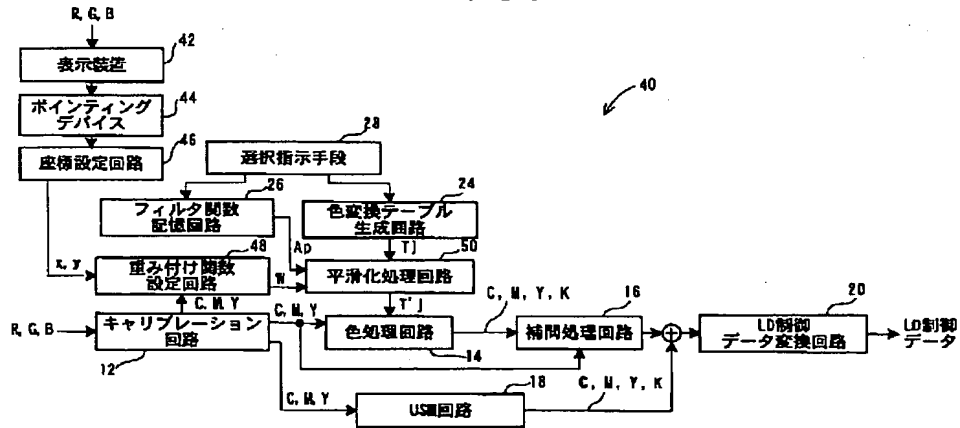 R, G, B
42
表示装置
44
ポインティング
デバイス
46
座標設定回路
40
28
選択指示手段
26
フィルタ関数
記憶回路
24
色変換テーブル
生成回路
Ap
Tj
50
平滑化処理回路
x, y
48
重み付け関数
設定回路
W
C, M, Y
T'j
R, G, B
キャリブレーション
回路
12
C, M, Y
色処理回路
14
C, M, Y, K
16
補間処理回路
20
LD制御
データ変換回路
LD制御
データ
C, M, Y
18
USM回路
C, M, Y, K